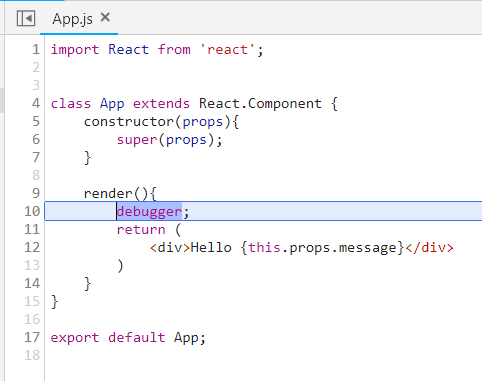 App.js ×
1 import React from 'react';
2
3
4 class App extends React.Component {
5     constructor(props){
6         super(props);
7     }
8
9     render(){
10         debugger;
11         return (
12             <div>Hello {this.props.message}</div>
13         )
14     }
15 }
16
17 export default App;
18